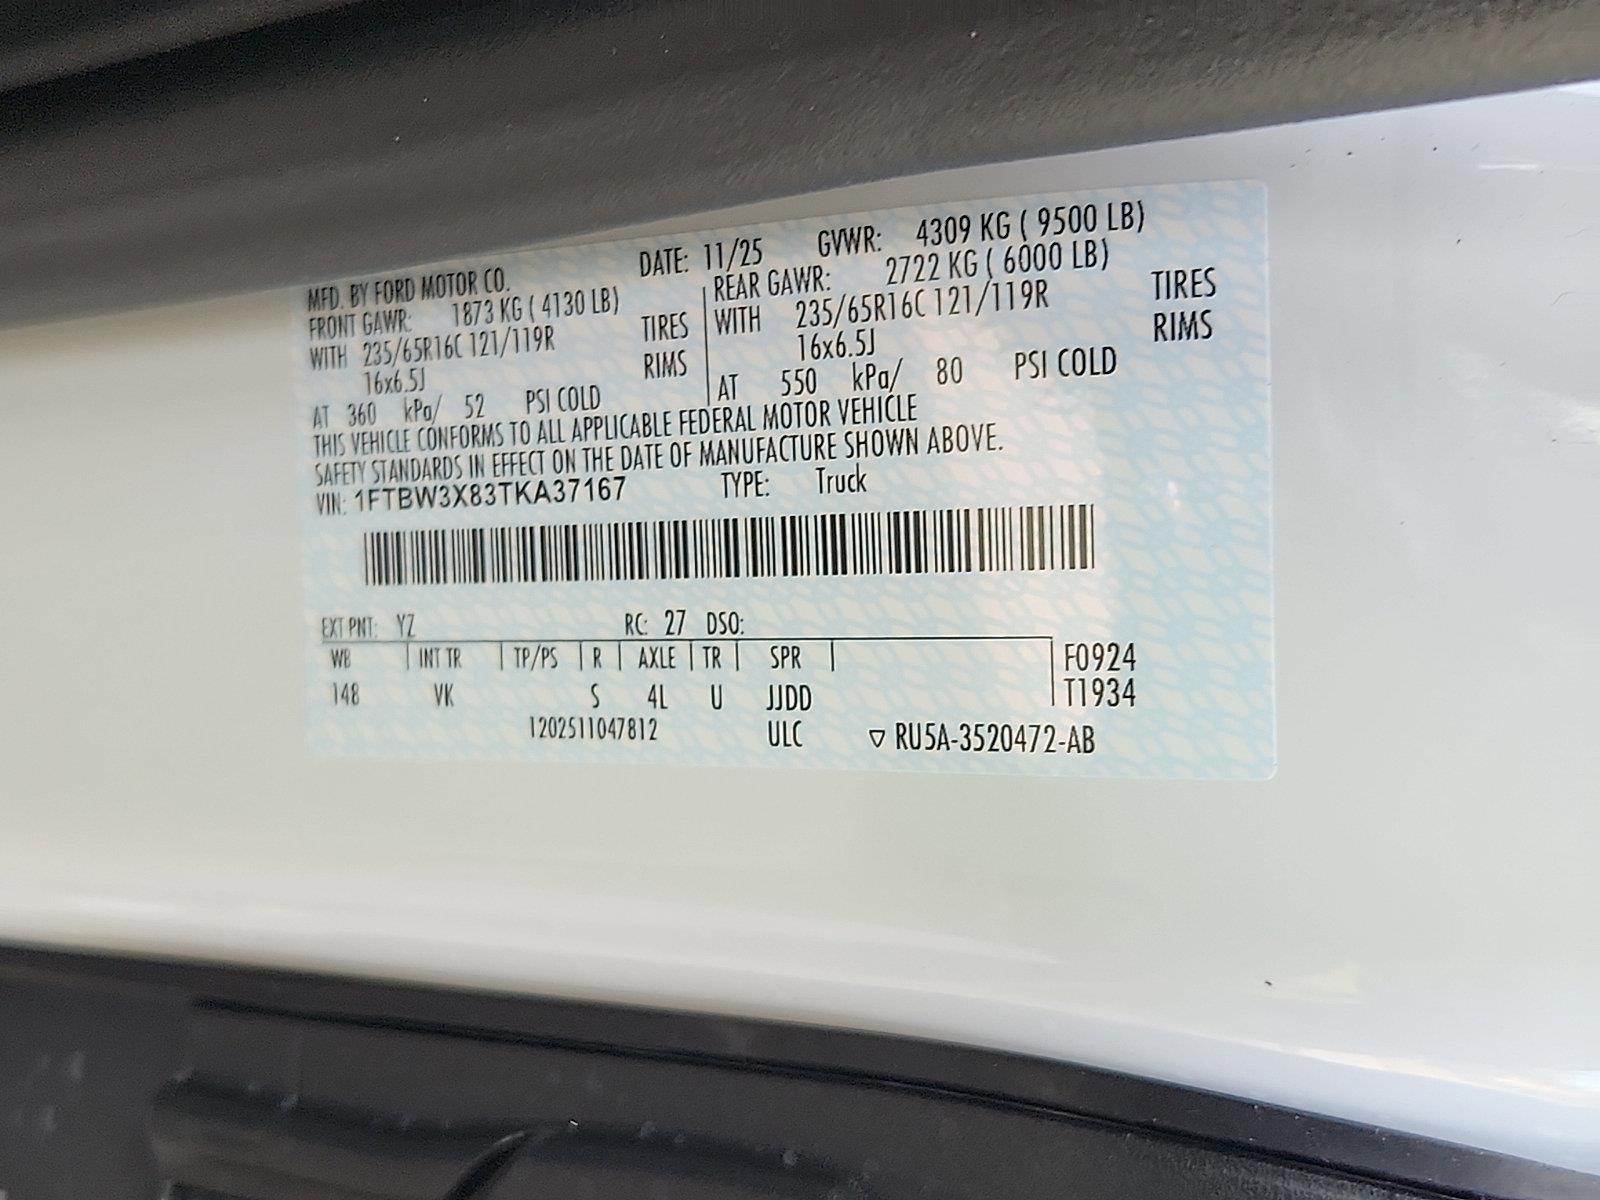 MFD. BY FORD MOTOR CO. DATE: 11/25 GVWR: 4309 KG ( 9500 LB)
FRONT GAWR: 1873 KG ( 4130 LB) REAR GAWR: 2722 KG ( 6000 LB)
WITH 235/65R16C 121/119R TIRES WITH 235/65R16C 121/119R TIRES
16x6.5J RIMS 16x6.5J RIMS
AT 360 kPa/ 52 PSI COLD AT 550 kPa/ 80 PSI COLD
THIS VEHICLE CONFORMS TO ALL APPLICABLE FEDERAL MOTOR VEHICLE
SAFETY STANDARDS IN EFFECT ON THE DATE OF MANUFACTURE SHOWN ABOVE.
VIN: 1FTBW3X83TKA37167 TYPE: Truck
EXT PNT: YZ RC: 27 DSO:
WB INT TR TP/PS R AXLE TR SPR F0924
148 VK S 4L U JJDD T1934
1202511047812 ULC ▽ RU5A-3520472-AB